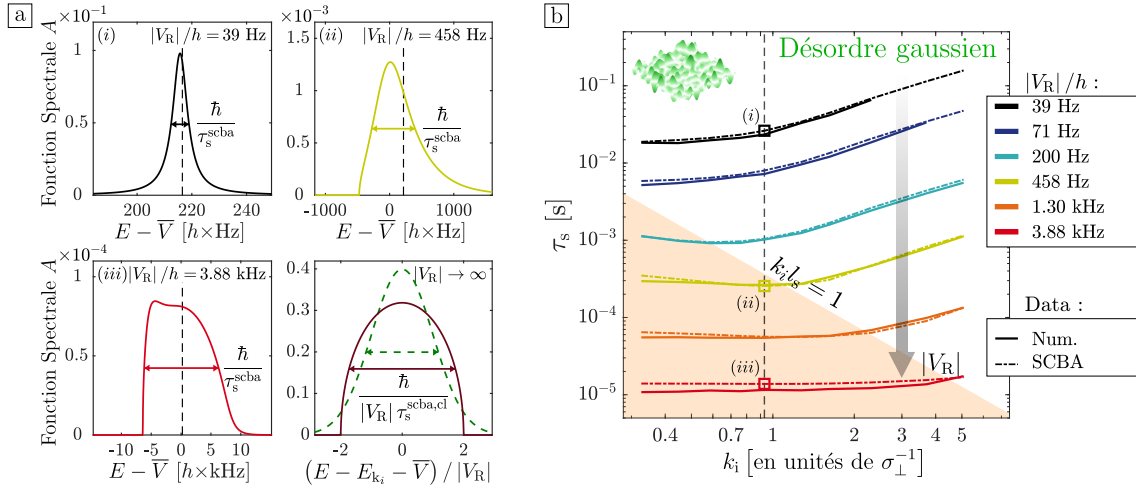 a
×10⁻¹
(i)
|V_R| /h = 39 Hz
Fonction Spectrale A
1
0.5
0
ħ
τ_s^scba
200
220
240
E − V̅ [h×Hz]
×10⁻³
(ii)
|V_R| /h = 458 Hz
1.5
1
0.5
0
ħ
τ_s^scba
-1000
0
1000
E − V̅ [h×Hz]
×10⁻⁴
(iii)|V_R| /h = 3.88 kHz
Fonction Spectrale A
1
0.5
0
ħ
τ_s^scba
-10
-5
0
5
10
E − V̅ [h×kHz]
|V_R| → ∞
0.4
0.3
0.2
0.1
0
ħ
|V_R| τ_s^scba,cl
-2
0
2
(E − E_k_i − V̅) / |V_R|
b
Désordre gaussien
τ_s [s]
10⁻¹
10⁻²
10⁻³
10⁻⁴
10⁻⁵
(i)
(ii)
(iii)
k_i l_s = 1
|V_R|
0.4
0.7
1
2
3
4
5
k_i [en unités de σ_⊥⁻¹]
|V_R| /h :
39 Hz
71 Hz
200 Hz
458 Hz
1.30 kHz
3.88 kHz
Data :
Num.
SCBA